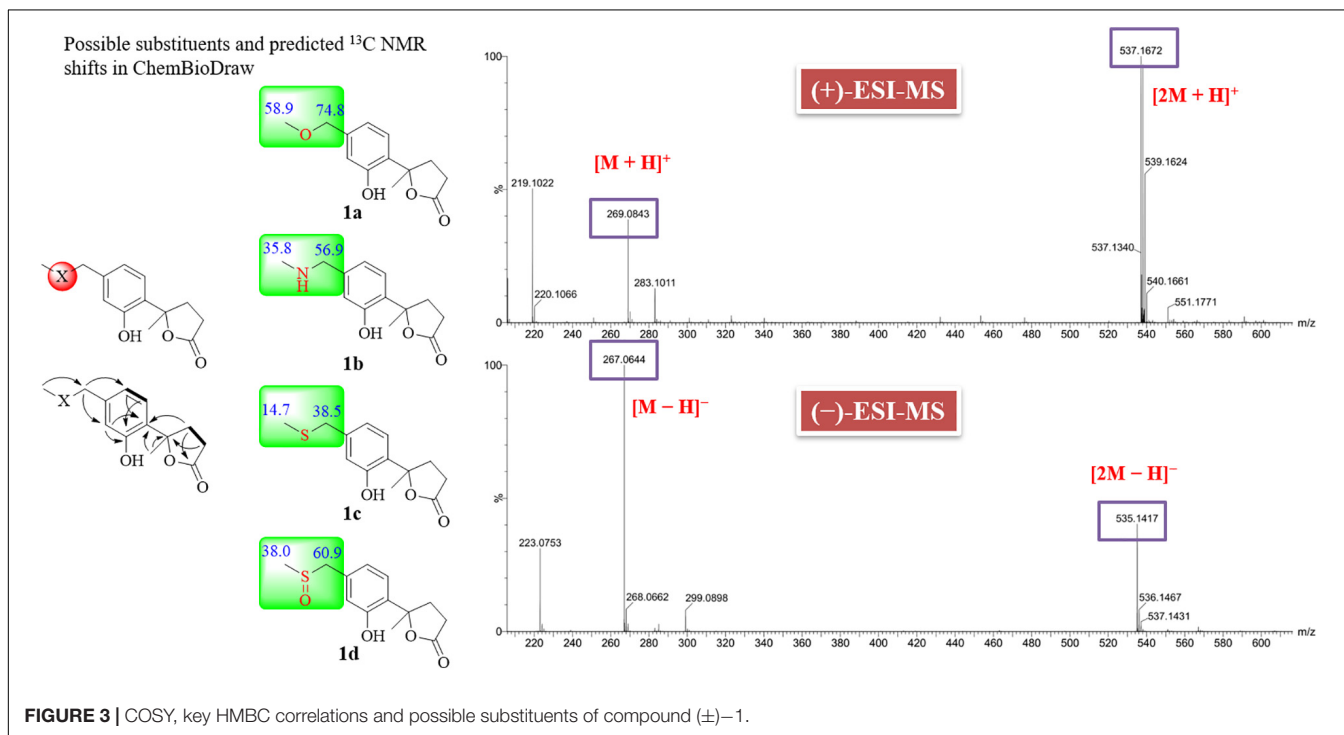 Possible substituents and predicted ¹³C NMR
shifts in ChemBioDraw
58.9 74.8
O
OH O O
1a
35.8 56.9
N
H
OH O O
1b
X
OH O O
14.7 38.5
S
OH O O
1c
X
OH O O
38.0 60.9
S
O
OH O O
1d
100
%
0
(+)-ESI-MS
537.1672
[2M + H]⁺
[M + H]⁺
539.1624
219.1022
269.0843
537.1340
283.1011
220.1066
540.1661
551.1771
220 240 260 280 300 320 340 360 380 400 420 440 460 480 500 520 540 560 580 600 m/z
100
%
0
267.0644
(−)-ESI-MS
[M − H]⁻
[2M − H]⁻
535.1417
223.0753
268.0662
299.0898
536.1467
537.1431
220 240 260 280 300 320 340 360 380 400 420 440 460 480 500 520 540 560 580 600 m/z
FIGURE 3 | COSY, key HMBC correlations and possible substituents of compound (±)−1.